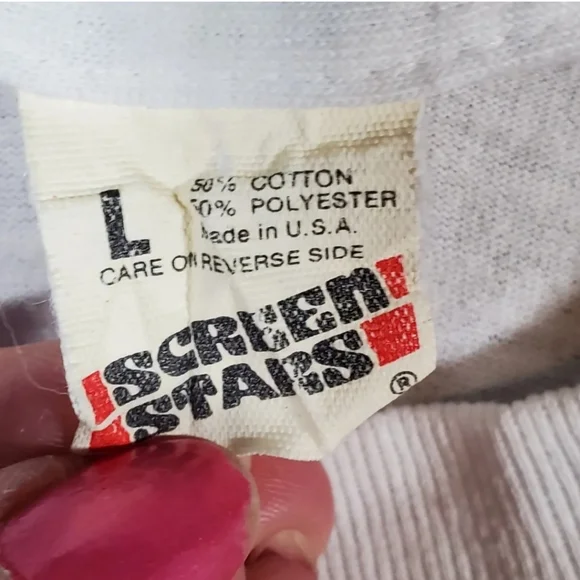 L
50% COTTON
50% POLYESTER
Made in U.S.A.
CARE ON REVERSE SIDE
SCREEN
STARS
®